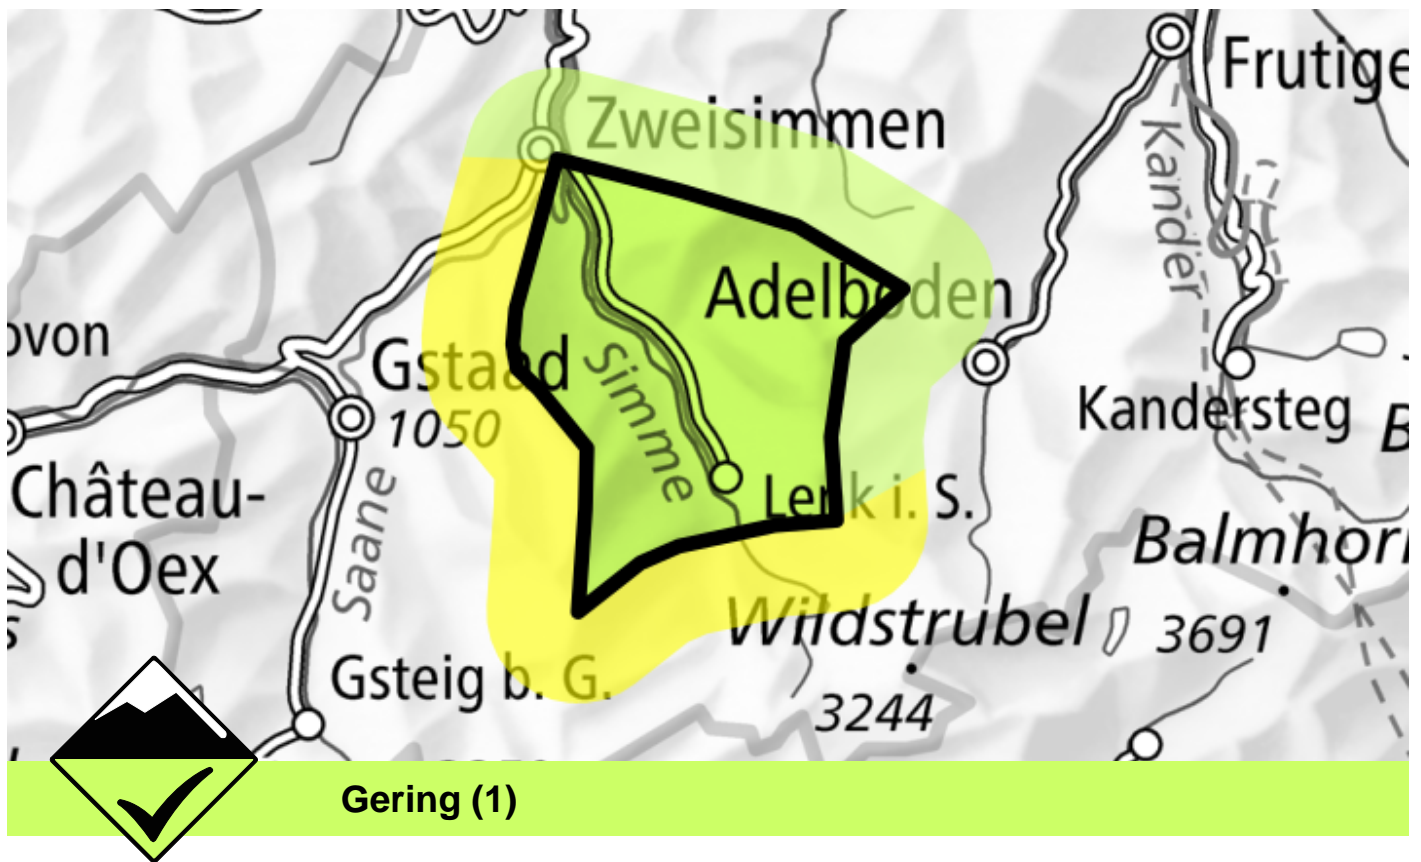 Frutige
Zweisimmen
Kander
Adelboden
ovon
Gstaad
1050
Simme
Kandersteg
B
Château-
d'Oex
Saane
Lenk i. S.
Balmhorn
Wildstrubel
3691
Gsteig b. G.
3244
Gering (1)